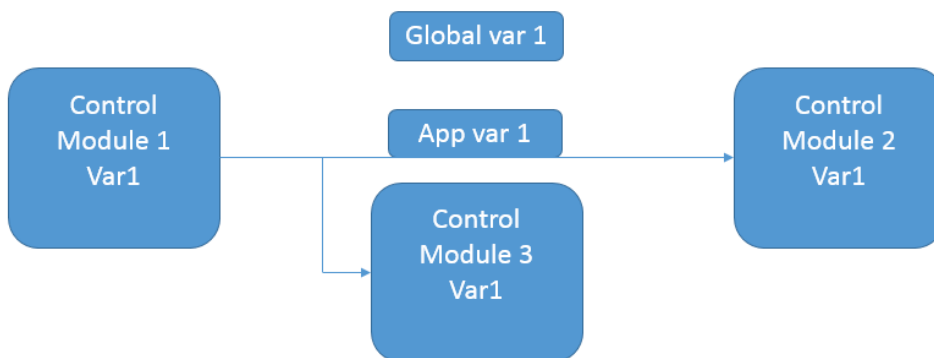 Global var 1
Control
Module 1
Var1
App var 1
Control
Module 2
Var1
Control
Module 3
Var1